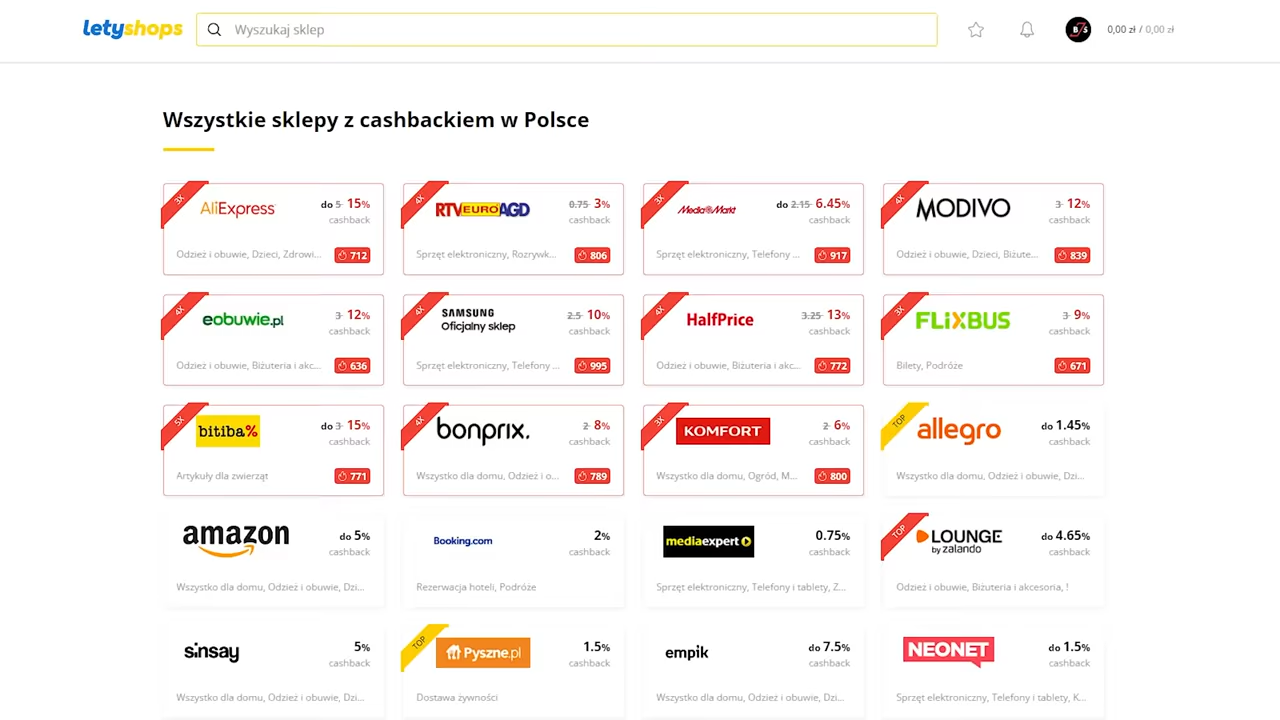 letyshops
Wyszukaj sklep
0,00 zł / 0,00 zł
Wszystkie sklepy z cashbackiem w Polsce
3X
AliExpress
do 5 15%
cashback
Odzież i obuwie, Dzieci, Zdrowi...
712
4X
RTV EURO AGD
0.75 3%
cashback
Sprzęt elektroniczny, Rozrywk...
806
3X
Media Markt
do 2.15 6.45%
cashback
Sprzęt elektroniczny, Telefony ...
917
4X
MODIVO
3 12%
cashback
Odzież i obuwie, Dzieci, Biżute...
839
4X
eobuwie.pl
3 12%
cashback
Odzież i obuwie, Biżuteria i akc...
636
4X
SAMSUNG
Oficjalny sklep
2.5 10%
cashback
Sprzęt elektroniczny, Telefony ...
995
4X
HalfPrice
3.25 13%
cashback
Odzież i obuwie, Biżuteria i akc...
772
3X
FLiXBUS
3 9%
cashback
Bilety, Podróże
671
5X
bitiba%
do 3 15%
cashback
Artykuły dla zwierząt
771
4X
bonprix.
2 8%
cashback
Wszystko dla domu, Odzież i o...
789
3X
KOMFORT
2 6%
cashback
Wszystko dla domu, Ogród, M...
800
TOP
allegro
do 1.45%
cashback
Wszystko dla domu, Odzież i obuwie, Dzi...
amazon
do 5%
cashback
Wszystko dla domu, Odzież i obuwie, Dzi...
Booking.com
2%
cashback
Rezerwacja hoteli, Podróże
mediaexpert
0.75%
cashback
Sprzęt elektroniczny, Telefony i tablety, Z...
TOP
LOUNGE
by zalando
do 4.65%
cashback
Odzież i obuwie, Biżuteria i akcesoria, !
sinsay
5%
cashback
Wszystko dla domu, Odzież i obuwie, Dzi...
TOP
Pyszne.pl
1.5%
cashback
Dostawa żywności
empik
do 7.5%
cashback
Wszystko dla domu, Odzież i obuwie, Dzi...
NEONET
do 1.5%
cashback
Sprzęt elektroniczny, Telefony i tablety, K...